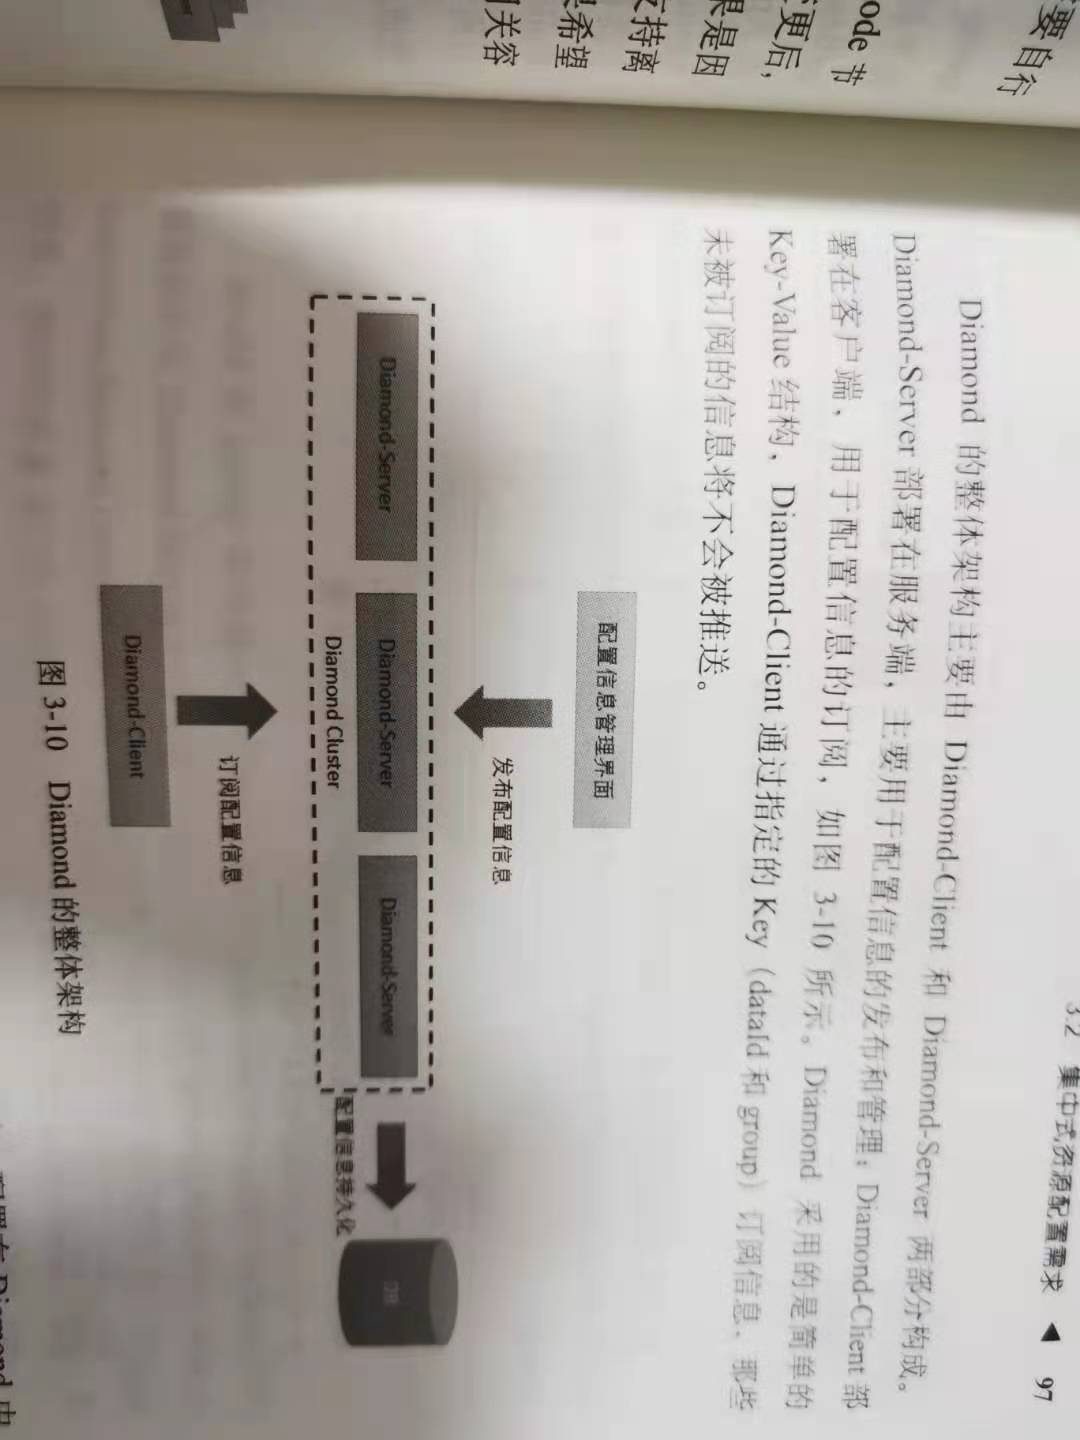 要自行
ode 节
更后，
果是因
支持离
希望
关容
3.2 集中式资源配置需求 ◀ 97
Diamond 的整体架构主要由 Diamond-Client 和 Diamond-Server 两部分构成。
Diamond-Server 部署在服务端，主要用于配置信息的发布和管理；Diamond-Client 部
署在客户端，用于配置信息的订阅，如图 3-10 所示。Diamond 采用的是简单的
Key-Value 结构，Diamond-Client 通过指定的 Key（dataId 和 group）订阅信息，那些
未被订阅的信息将不会被推送。
配置信息管理界面
发布配置信息
Diamond-Server Diamond-Server Diamond-Server
DB
Diamond Cluster
配置信息持久化
订阅配置信息
Diamond-Client
图 3-10 Diamond 的整体架构
配置在 Diamond 中